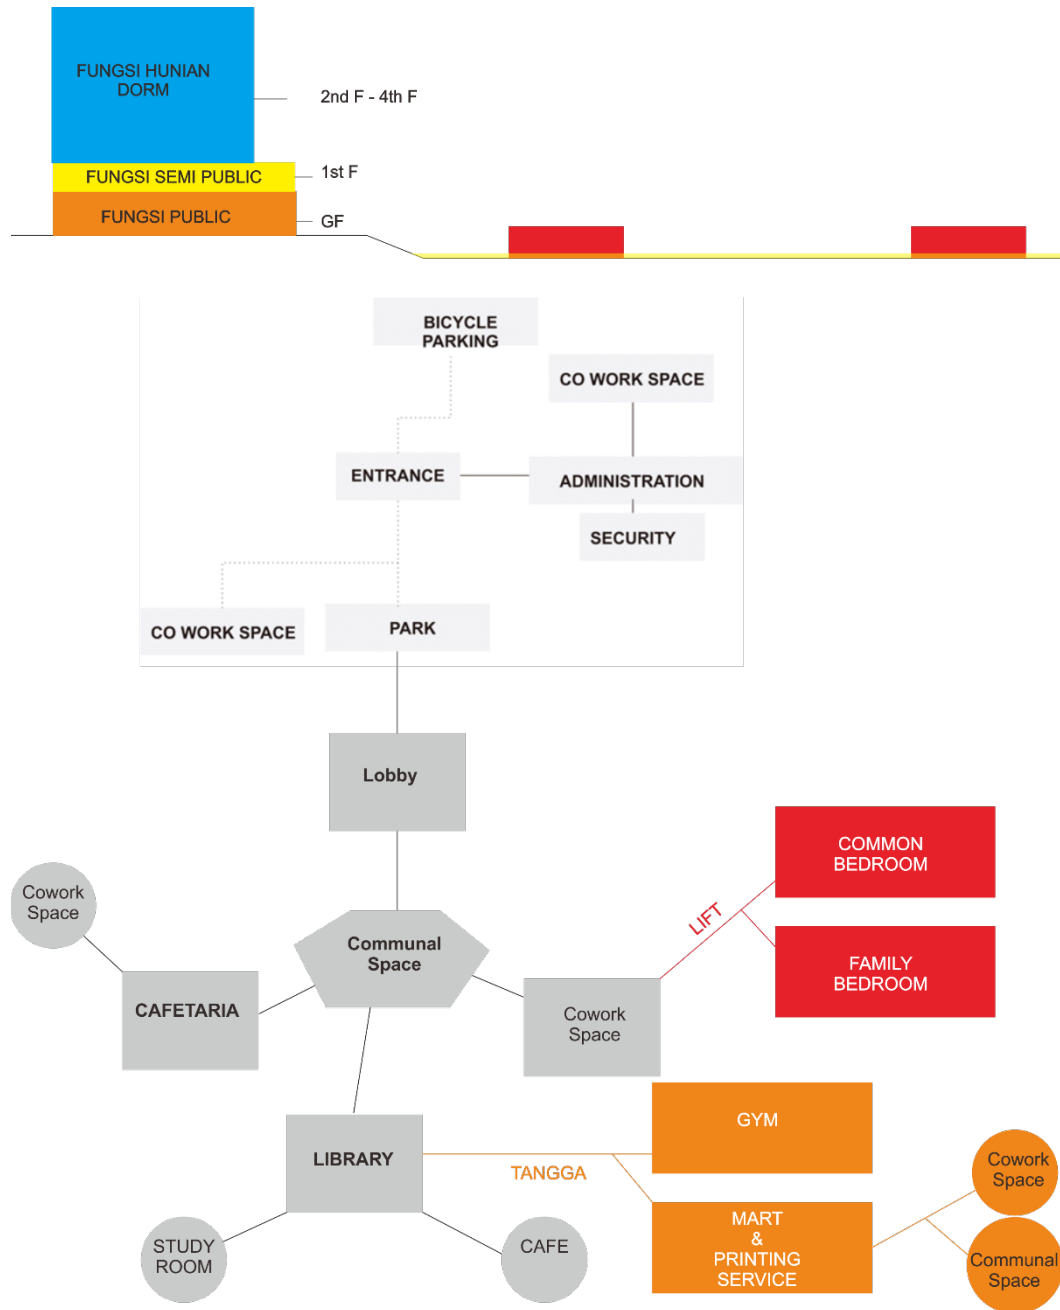 FUNGSI HUNIAN
DORM
2nd F - 4th F
FUNGSI SEMI PUBLIC
1st F
FUNGSI PUBLIC
GF
BICYCLE
PARKING
CO WORK SPACE
ENTRANCE
ADMINISTRATION
SECURITY
CO WORK SPACE
PARK
Lobby
COMMON
BEDROOM
Cowork
Space
LIFT
Communal
Space
FAMILY
BEDROOM
CAFETARIA
Cowork
Space
GYM
LIBRARY
TANGGA
Cowork
Space
MART
&
PRINTING
SERVICE
STUDY
ROOM
CAFE
Communal
Space